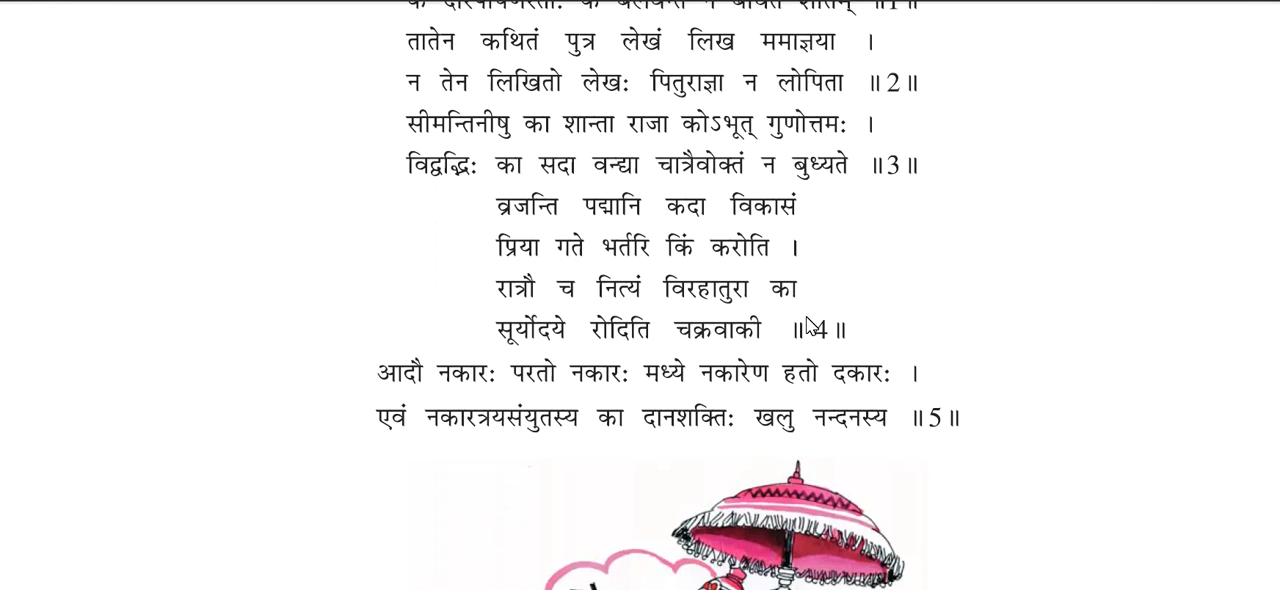 तातेन कथितं पुत्र लेखं लिख ममाज्ञया ।
न तेन लिखितो लेखः पितुराज्ञा न लोपिता ॥2॥
सीमन्तिनीषु का शान्ता राजा कोऽभूत् गुणोत्तमः ।
विद्वद्भिः का सदा वन्द्या चात्रैवोक्तं न बुध्यते ॥3॥
व्रजन्ति पद्मानि कदा विकासं
प्रिया गते भर्तरि किं करोति ।
रात्रौ च नित्यं विरहातुरा का
सूर्योदये रोदिति चक्रवाकी ॥4॥
आदौ नकारः परतो नकारः मध्ये नकारेण हतो दकारः ।
एवं नकारत्रयसंयुतस्य का दानशक्तिः खलु नन्दनस्य ॥5॥